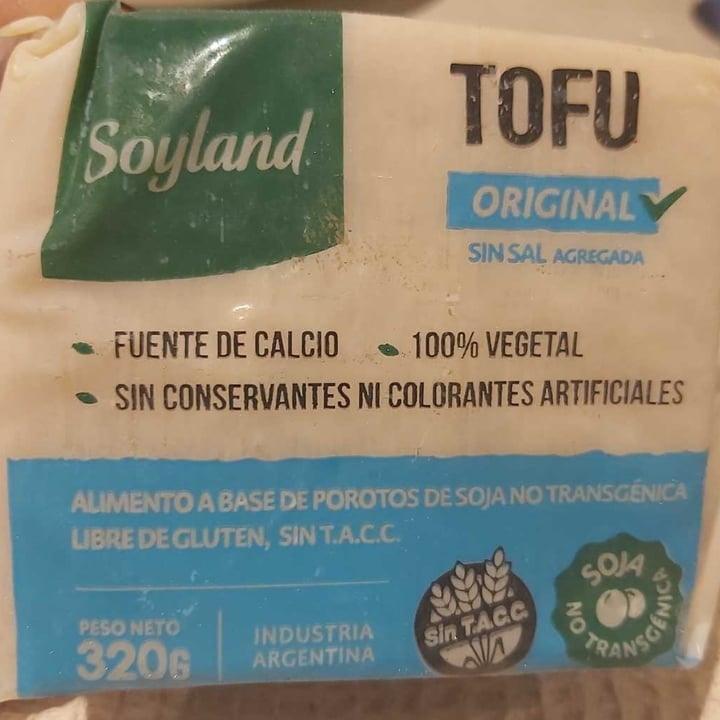 Soyland
TOFU
ORIGINAL
SIN SAL AGREGADA
FUENTE DE CALCIO
100% VEGETAL
SIN CONSERVANTES NI COLORANTES ARTIFICIALES
ALIMENTO A BASE DE POROTOS DE SOJA NO TRANSGÉNICA
LIBRE DE GLUTEN, SIN T.A.C.C.
PESO NETO
320G
INDUSTRIA
ARGENTINA
Sin T.A.C.C.
SOJA
NO TRANSGÉNICA